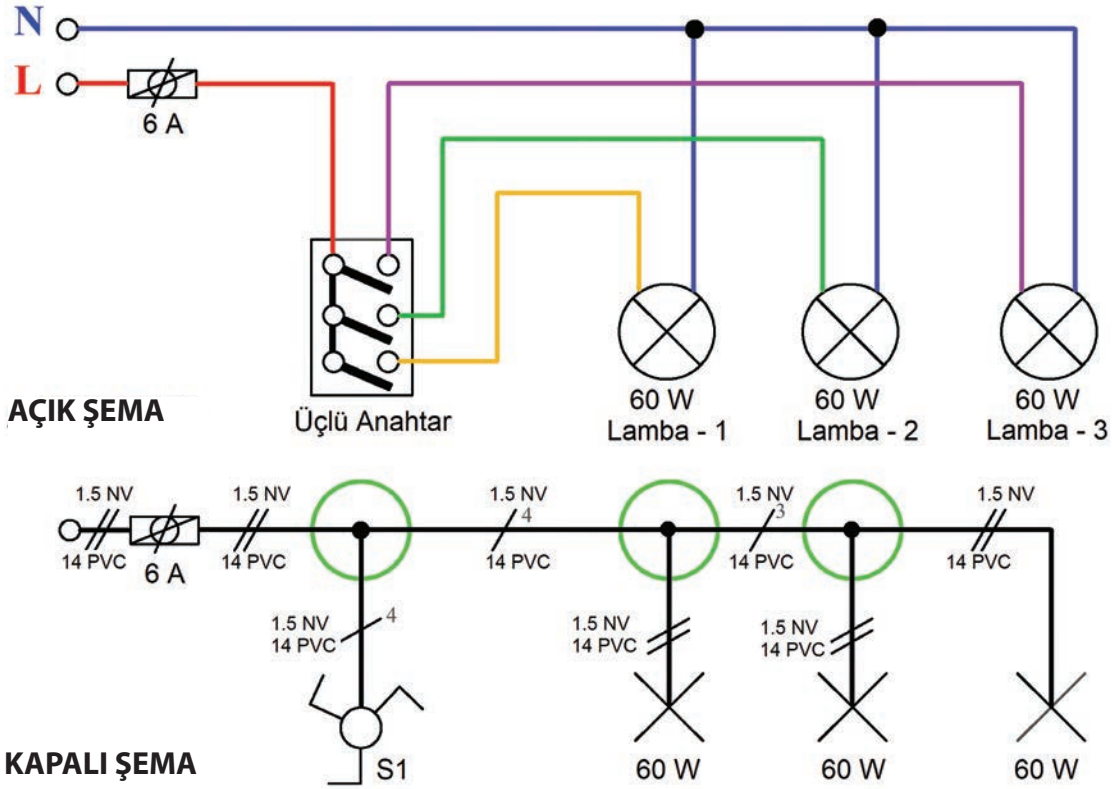 N
L
6 A
Üçlü Anahtar
60 W
Lamba - 1
60 W
Lamba - 2
60 W
Lamba - 3
AÇIK ŞEMA
1.5 NV
14 PVC
6 A
1.5 NV
14 PVC
1.5 NV
4
14 PVC
1.5 NV
3
14 PVC
1.5 NV
14 PVC
1.5 NV
14 PVC
4
1.5 NV
14 PVC
1.5 NV
14 PVC
S1
60 W
60 W
60 W
KAPALI ŞEMA